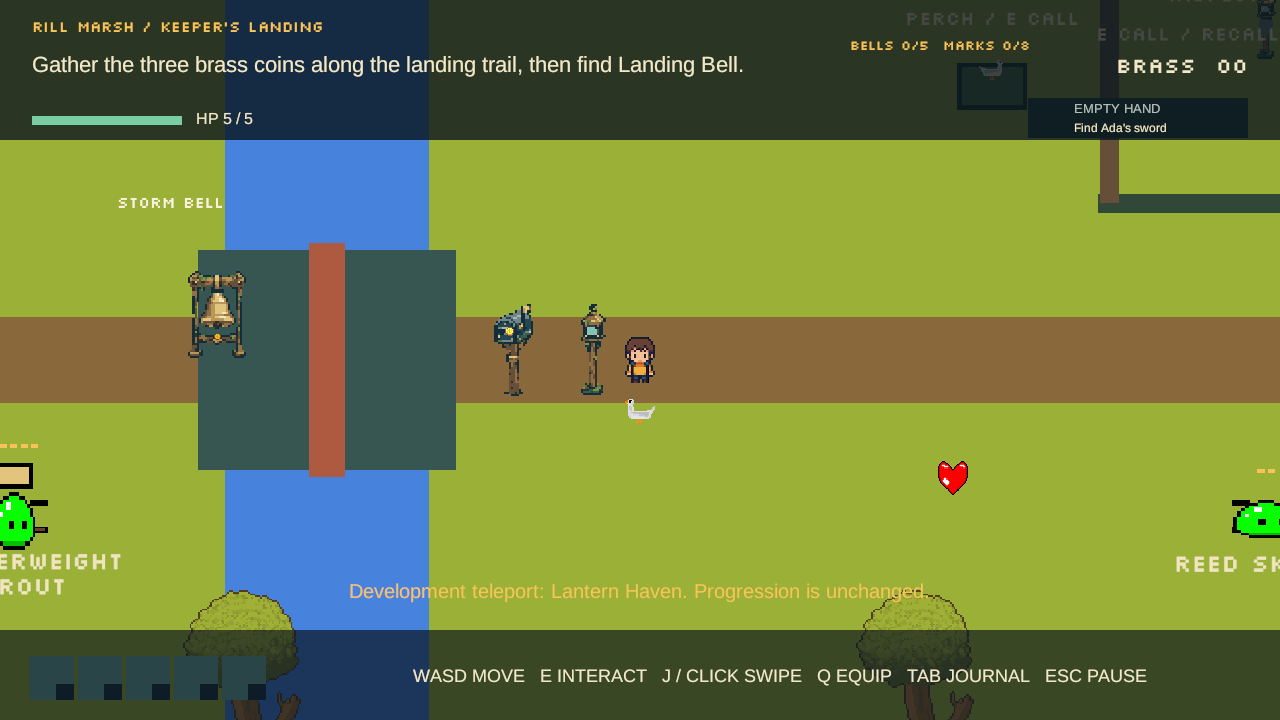 RILL MARSH / KEEPER'S LANDING
Gather the three brass coins along the landing trail, then find Landing Bell.
HP 5 / 5
PERCH / E CALL
E CALL / RECALL
BELLS 0/5 MARKS 0/8
BRASS 00
EMPTY HAND
Find Ada's sword
STORM BELL
ERWEIGHT
ROUT
REED SK
Development teleport: Lantern Haven. Progression is unchanged.
WASD MOVE E INTERACT J / CLICK SWIPE Q EQUIP TAB JOURNAL ESC PAUSE